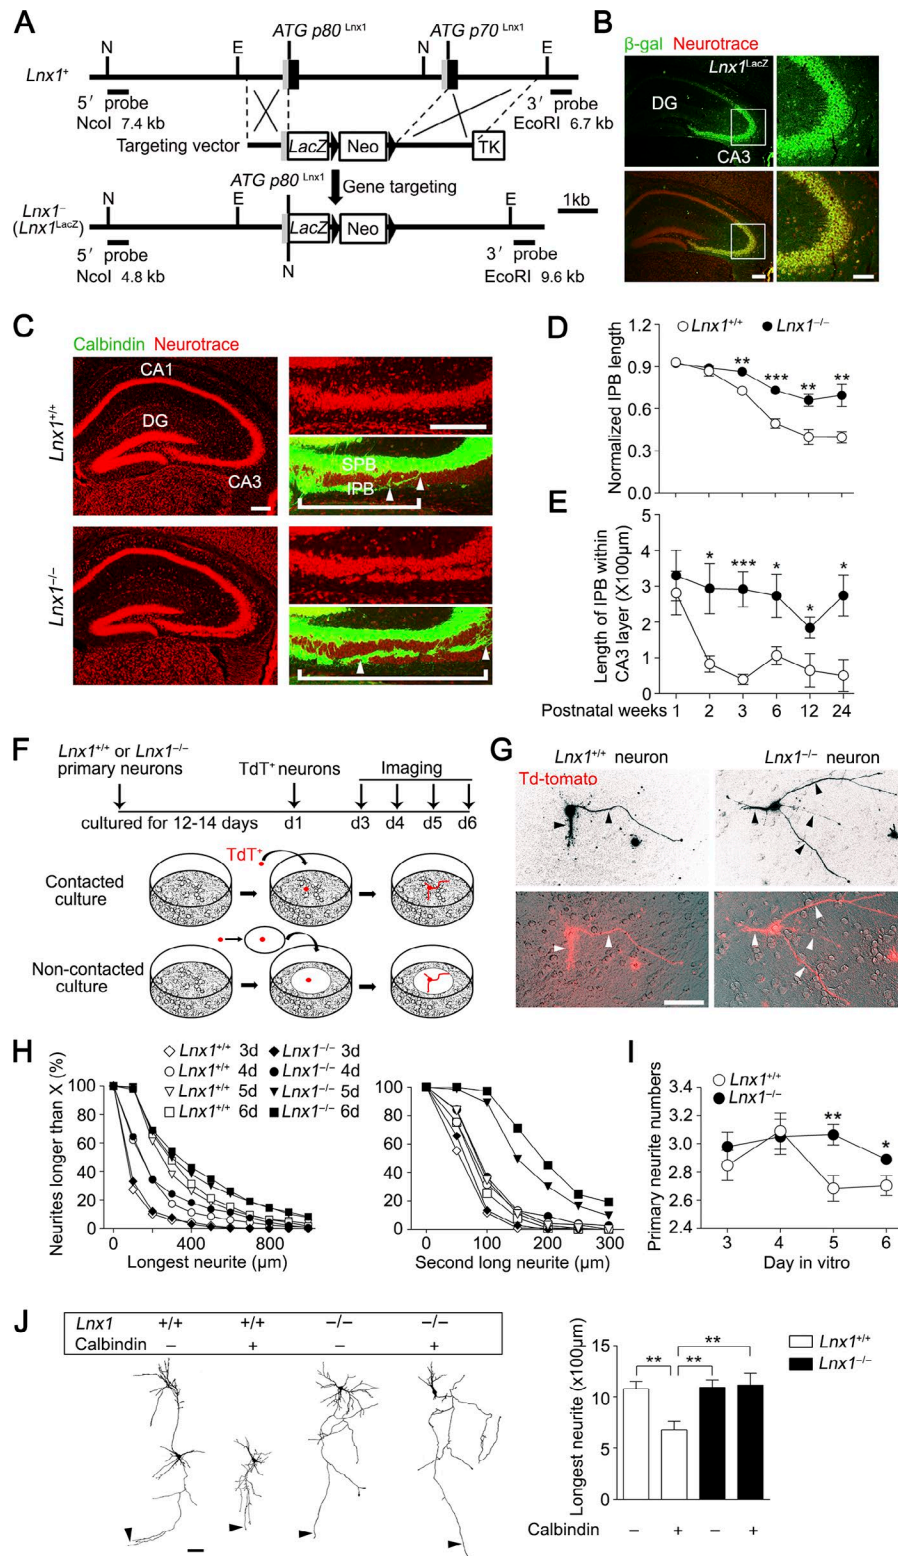 A
ATG p80 Lnx1 ATG p70 Lnx1
N E N E
Lnx1+
5′ probe 3′ probe
NcoI 7.4 kb EcoRI 6.7 kb
Targeting vector LacZ Neo TK
ATG p80 Lnx1 Gene targeting
Lnx1−
(Lnx1LacZ)
N E E 1kb
LacZ Neo
5′ probe 3′ probe
NcoI 4.8 kb N EcoRI 9.6 kb
B
β-gal Neurotrace
Lnx1LacZ
DG
CA3
C
Calbindin Neurotrace
Lnx1+/+
CA1
DG
CA3
SPB
IPB
Lnx1−/−
D
Lnx1+/+ Lnx1−/−
Normalized IPB length
1.2
0.9
0.6
0.3
0.0
** *** ** **
E
Length of IPB within
CA3 layer (X100µm)
5
4
3
2
1
0
* *** * * *
Postnatal weeks 1 2 3 6 12 24
F
Lnx1+/+ or Lnx1−/−
primary neurons TdT+ neurons Imaging
cultured for 12-14 days d1 d3 d4 d5 d6
TdT+
Contacted
culture
Non-contacted
culture
G
Lnx1+/+ neuron Lnx1−/− neuron
Td-tomato
H
Lnx1+/+ 3d Lnx1−/− 3d
Lnx1+/+ 4d Lnx1−/− 4d
Lnx1+/+ 5d Lnx1−/− 5d
Lnx1+/+ 6d Lnx1−/− 6d
Neurites longer than X (%)
100
80
60
40
20
0
0 400 800
Longest neurite (µm)
100
80
60
40
20
0
0 100 200 300
Second long neurite (µm)
I
Lnx1+/+
Lnx1−/−
Primary neurite numbers
3.4
3.2
3.0
2.8
2.6
2.4
** *
3 4 5 6
Day in vitro
J
Lnx1 +/+ +/+ −/− −/−
Calbindin − + − +
Longest neurite (x100µm)
15
10
5
0
** ** **
Lnx1+/+
Lnx1−/−
Calbindin − + − +